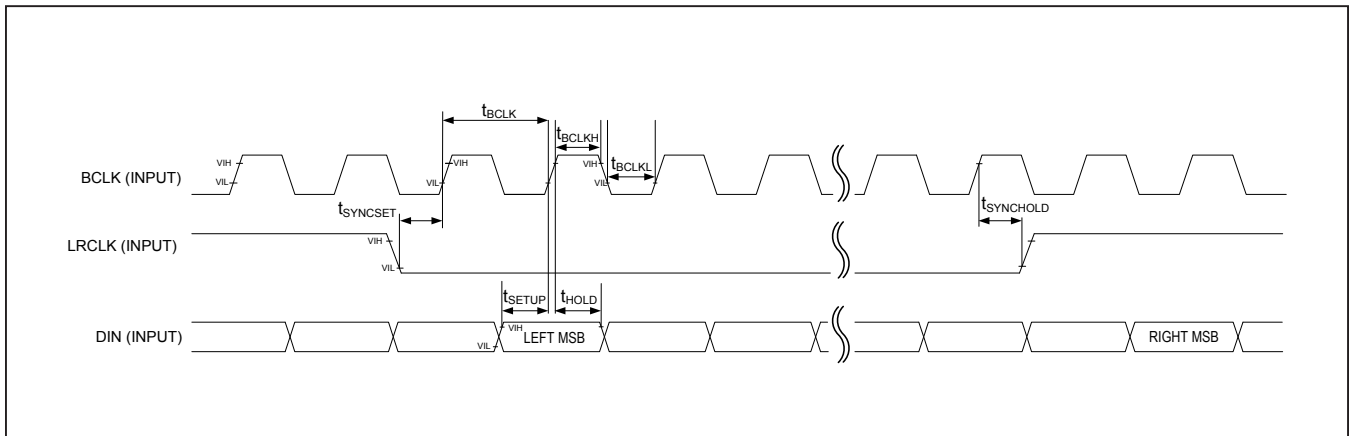 tBCLK
tBCLKH
VIH
VIH
VIH
BCLK (INPUT)
VIL
VIL
VIL
tBCLKL
tSYNCSET
tSYNCHOLD
LRCLK (INPUT)
VIH
VIL
tSETUP
tHOLD
DIN (INPUT)
VIH
LEFT MSB
VIL
RIGHT MSB